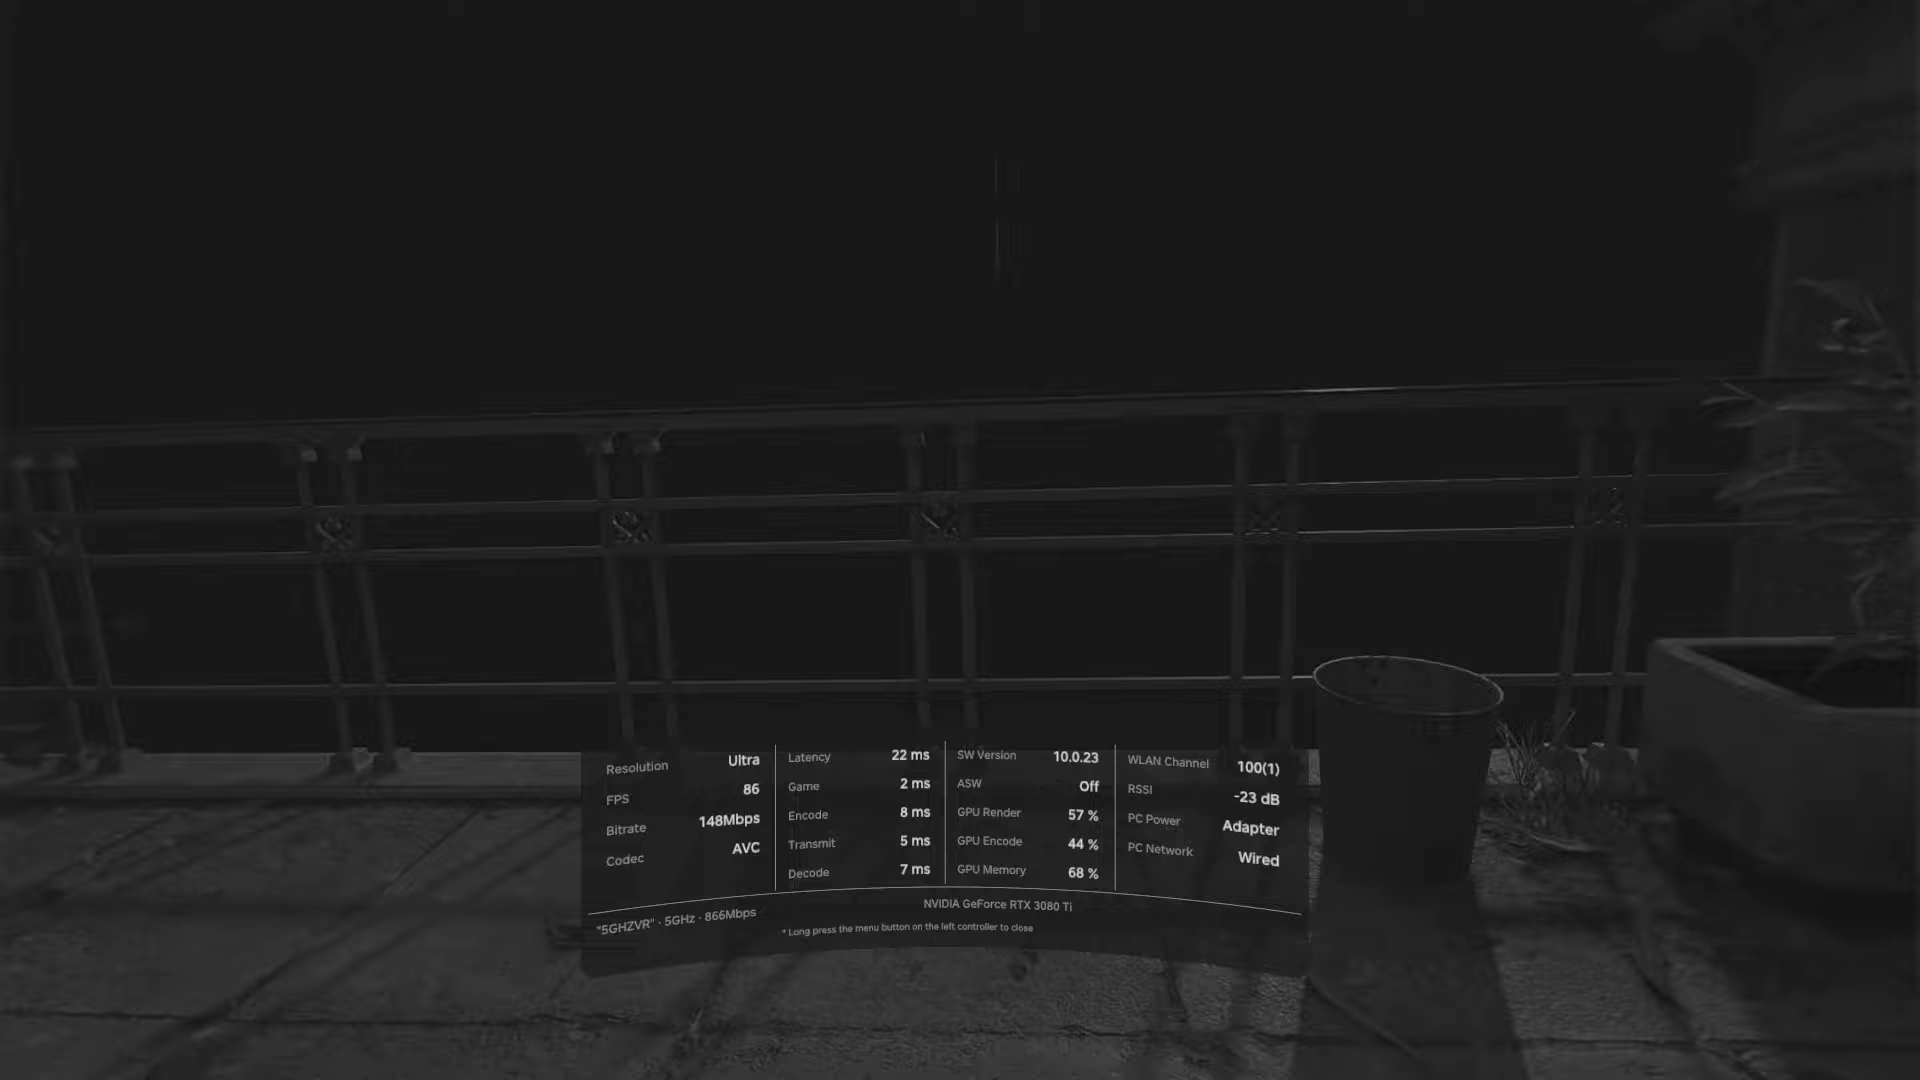 Resolution Ultra
FPS 86
Bitrate 148Mbps
Codec AVC
Latency 22 ms
Game 2 ms
Encode 8 ms
Transmit 5 ms
Decode 7 ms
SW Version 10.0.23
ASW Off
GPU Render 57 %
GPU Encode 44 %
GPU Memory 68 %
WLAN Channel 100(1)
RSSI -23 dB
PC Power Adapter
PC Network Wired
"5GHZVR" · 5GHz · 866Mbps
NVIDIA GeForce RTX 3080 Ti
* Long press the menu button on the left controller to close